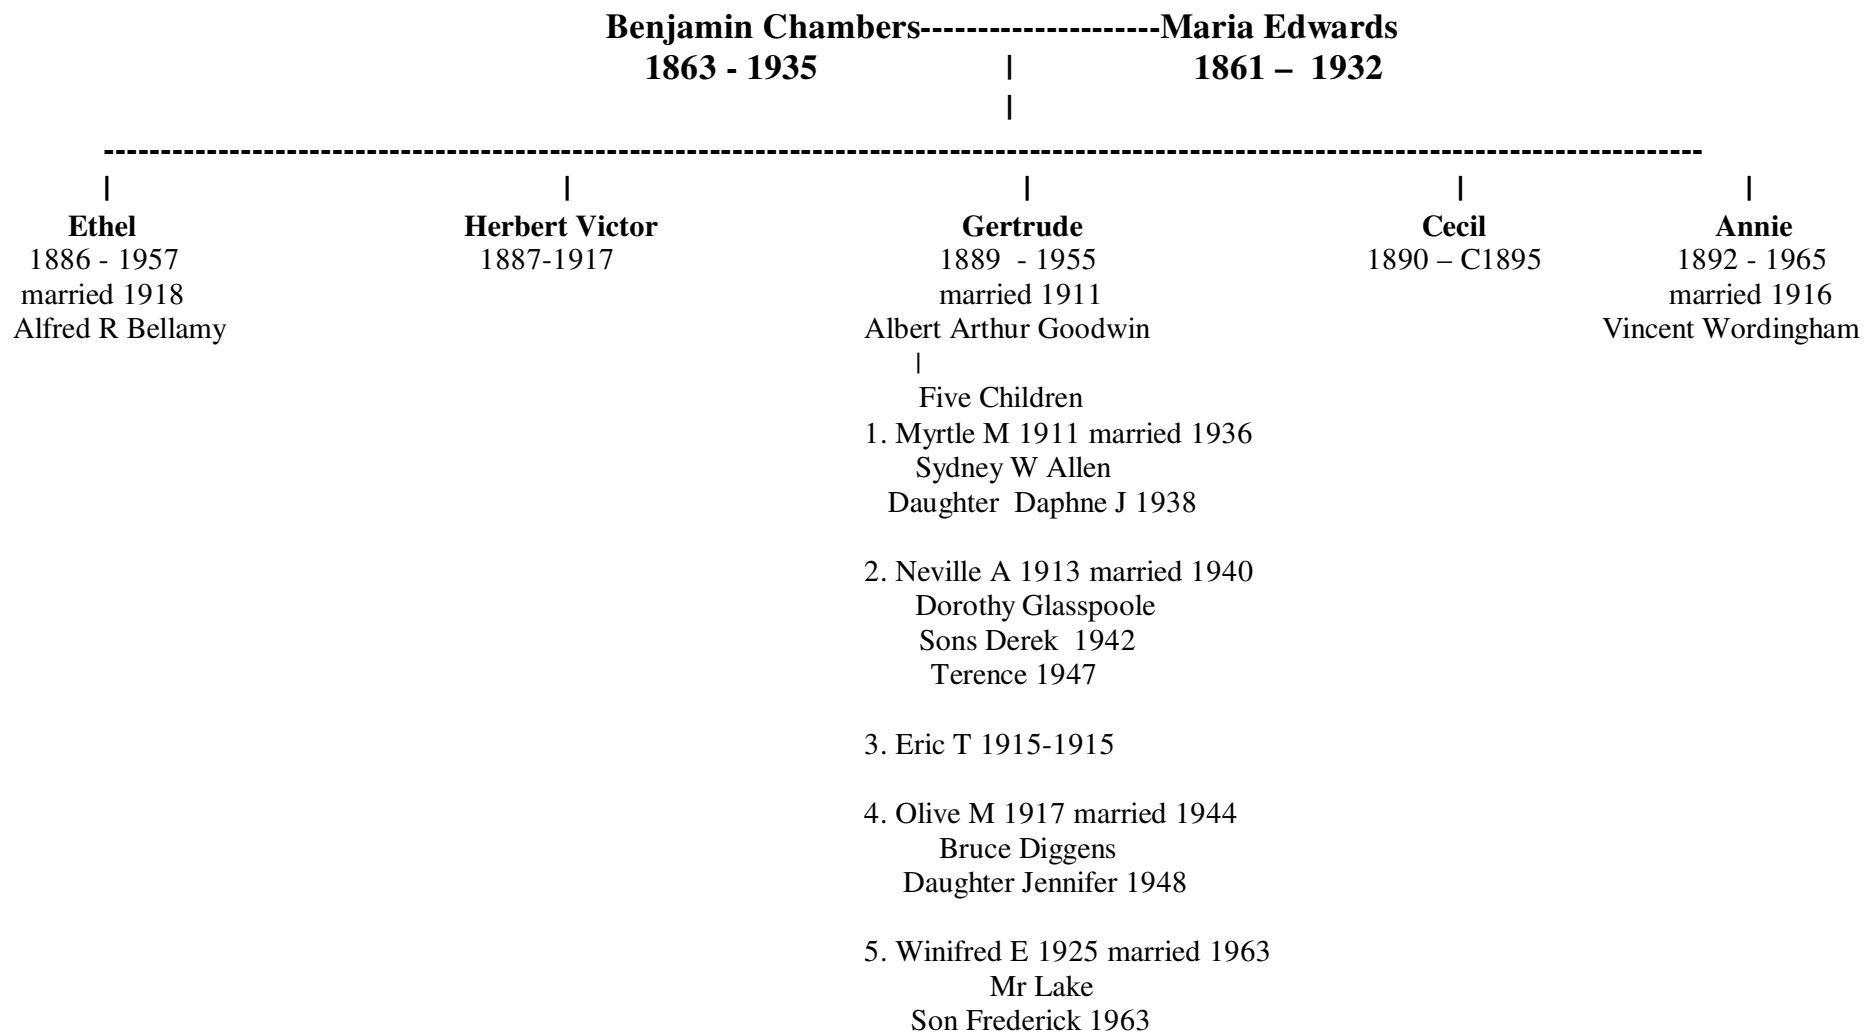 Benjamin Chambers---------------------Maria Edwards
1863 - 1935 | 1861 – 1932
|
-----------------------------------------------------------------------------------------------------------------------------------------------
| | | | |
Ethel Herbert Victor Gertrude Cecil Annie
1886 - 1957 1887-1917 1889 - 1955 1890 – C1895 1892 - 1965
married 1918 married 1911 married 1916
Alfred R Bellamy Albert Arthur Goodwin Vincent Wordingham
|
Five Children
1. Myrtle M 1911 married 1936
Sydney W Allen
Daughter Daphne J 1938
2. Neville A 1913 married 1940
Dorothy Glasspoole
Sons Derek 1942
Terence 1947
3. Eric T 1915-1915
4. Olive M 1917 married 1944
Bruce Diggens
Daughter Jennifer 1948
5. Winifred E 1925 married 1963
Mr Lake
Son Frederick 1963